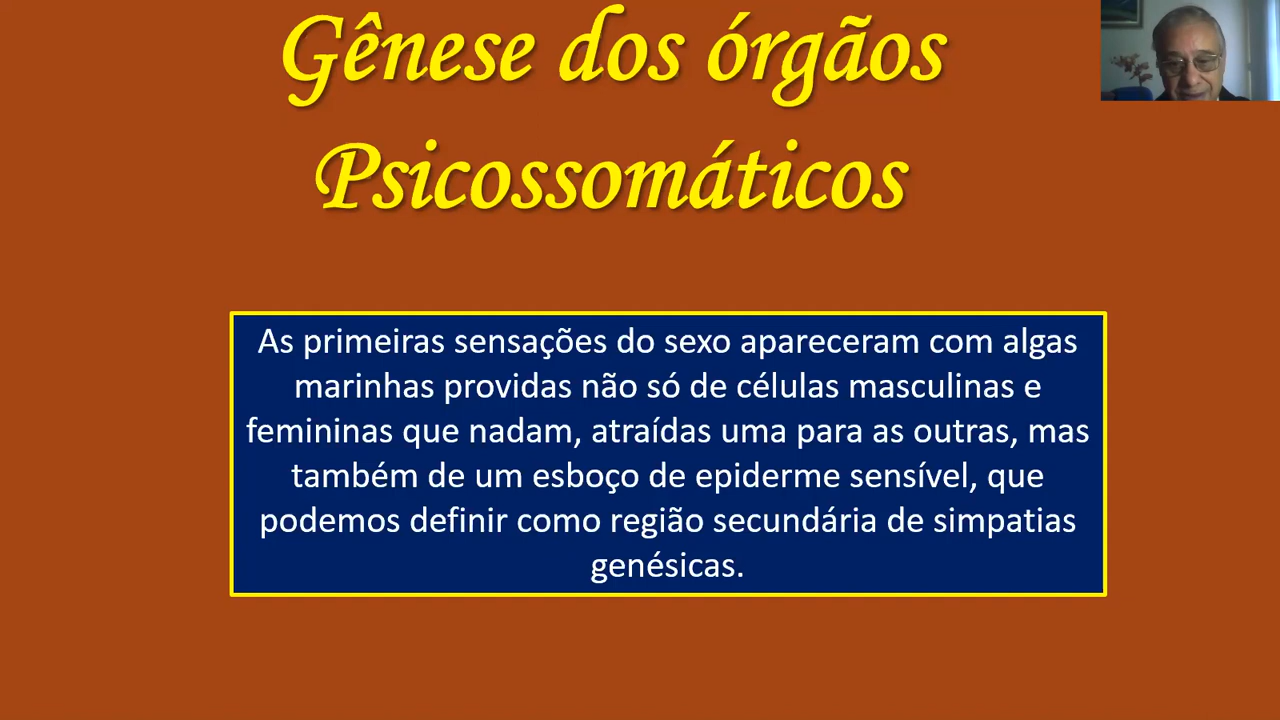 Gênese dos órgãos
Psicossomáticos
As primeiras sensações do sexo apareceram com algas
marinhas providas não só de células masculinas e
femininas que nadam, atraídas uma para as outras, mas
também de um esboço de epiderme sensível, que
podemos definir como região secundária de simpatias
genésicas.